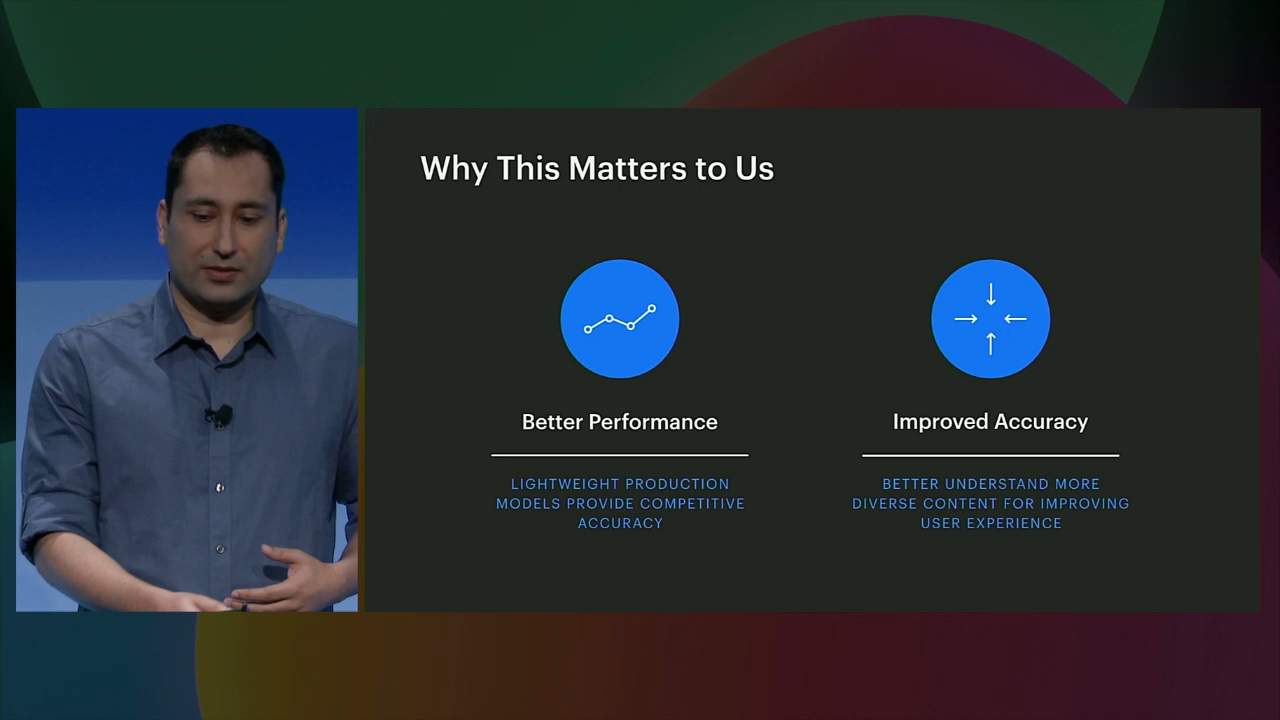 Why This Matters to Us
Better Performance
LIGHTWEIGHT PRODUCTION
MODELS PROVIDE COMPETITIVE
ACCURACY
Improved Accuracy
BETTER UNDERSTAND MORE
DIVERSE CONTENT FOR IMPROVING
USER EXPERIENCE